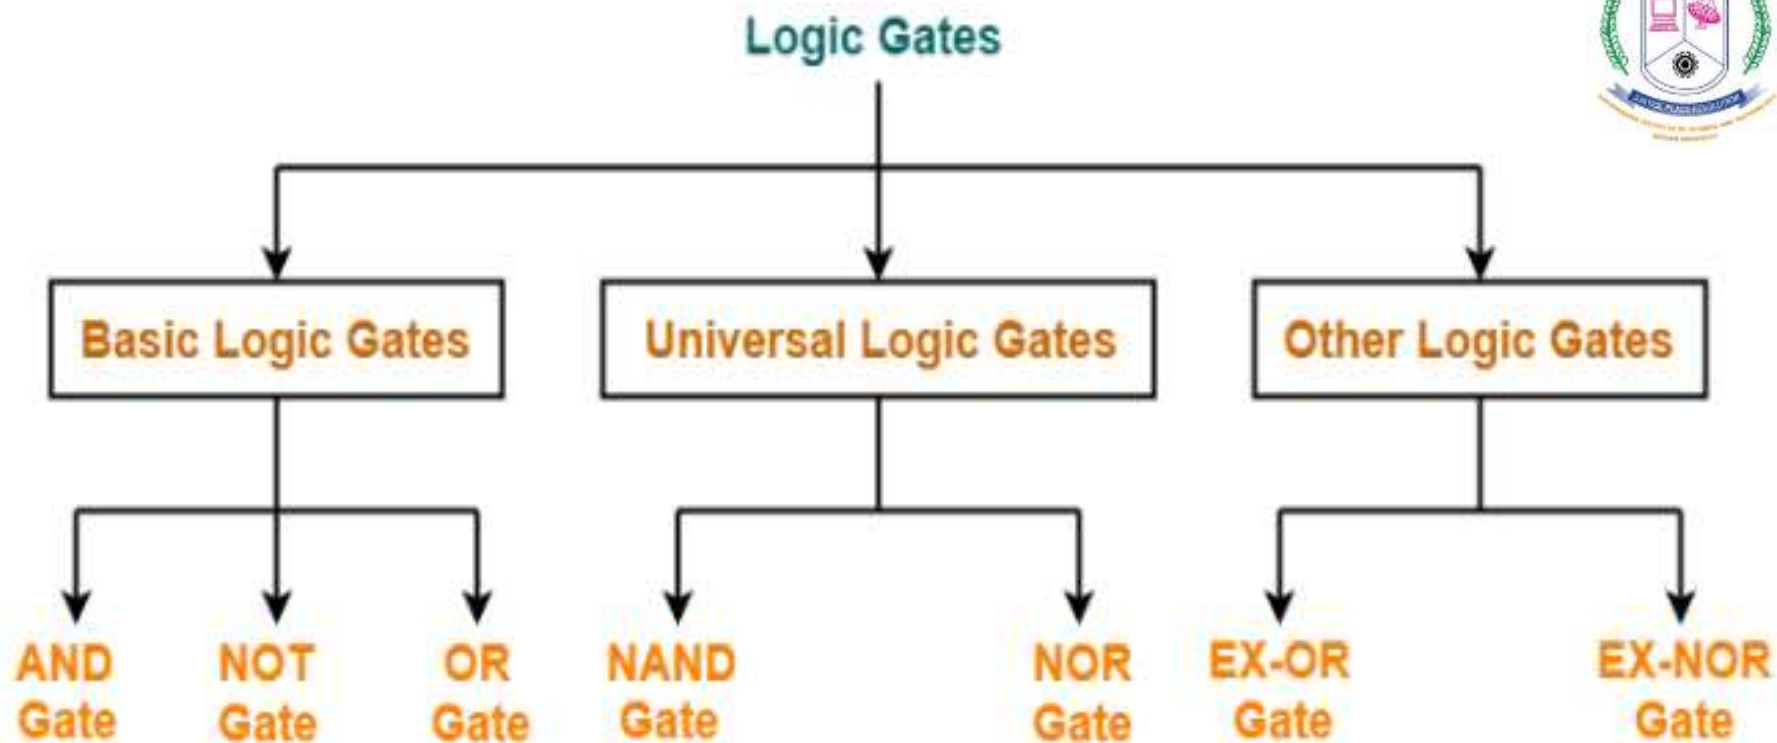 Logic Gates
Basic Logic Gates
Universal Logic Gates
Other Logic Gates
AND
Gate
NOT
Gate
OR
Gate
NAND
Gate
NOR
Gate
EX-OR
Gate
EX-NOR
Gate